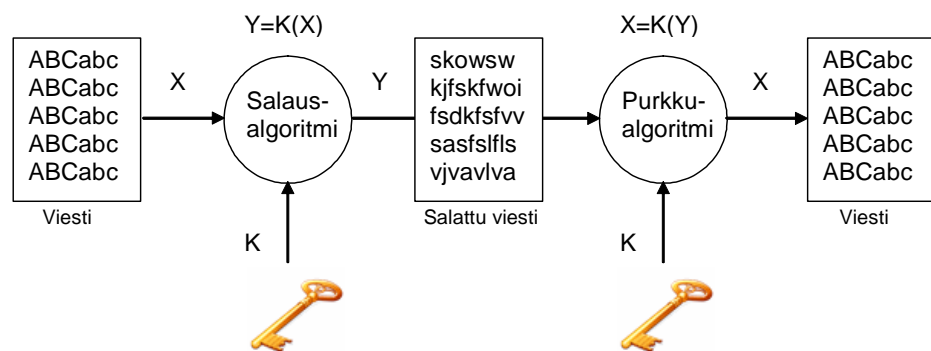 Y=K(X)
X=K(Y)
ABCabc
ABCabc
ABCabc
ABCabc
ABCabc
Viesti
X
Salaus-
algoritmi
K
Y
skowsw
kjfskfwoi
fsdkfsfvv
sasfslfls
vjvavlva
Salattu viesti
Purkku-
algoritmi
K
X
ABCabc
ABCabc
ABCabc
ABCabc
ABCabc
Viesti